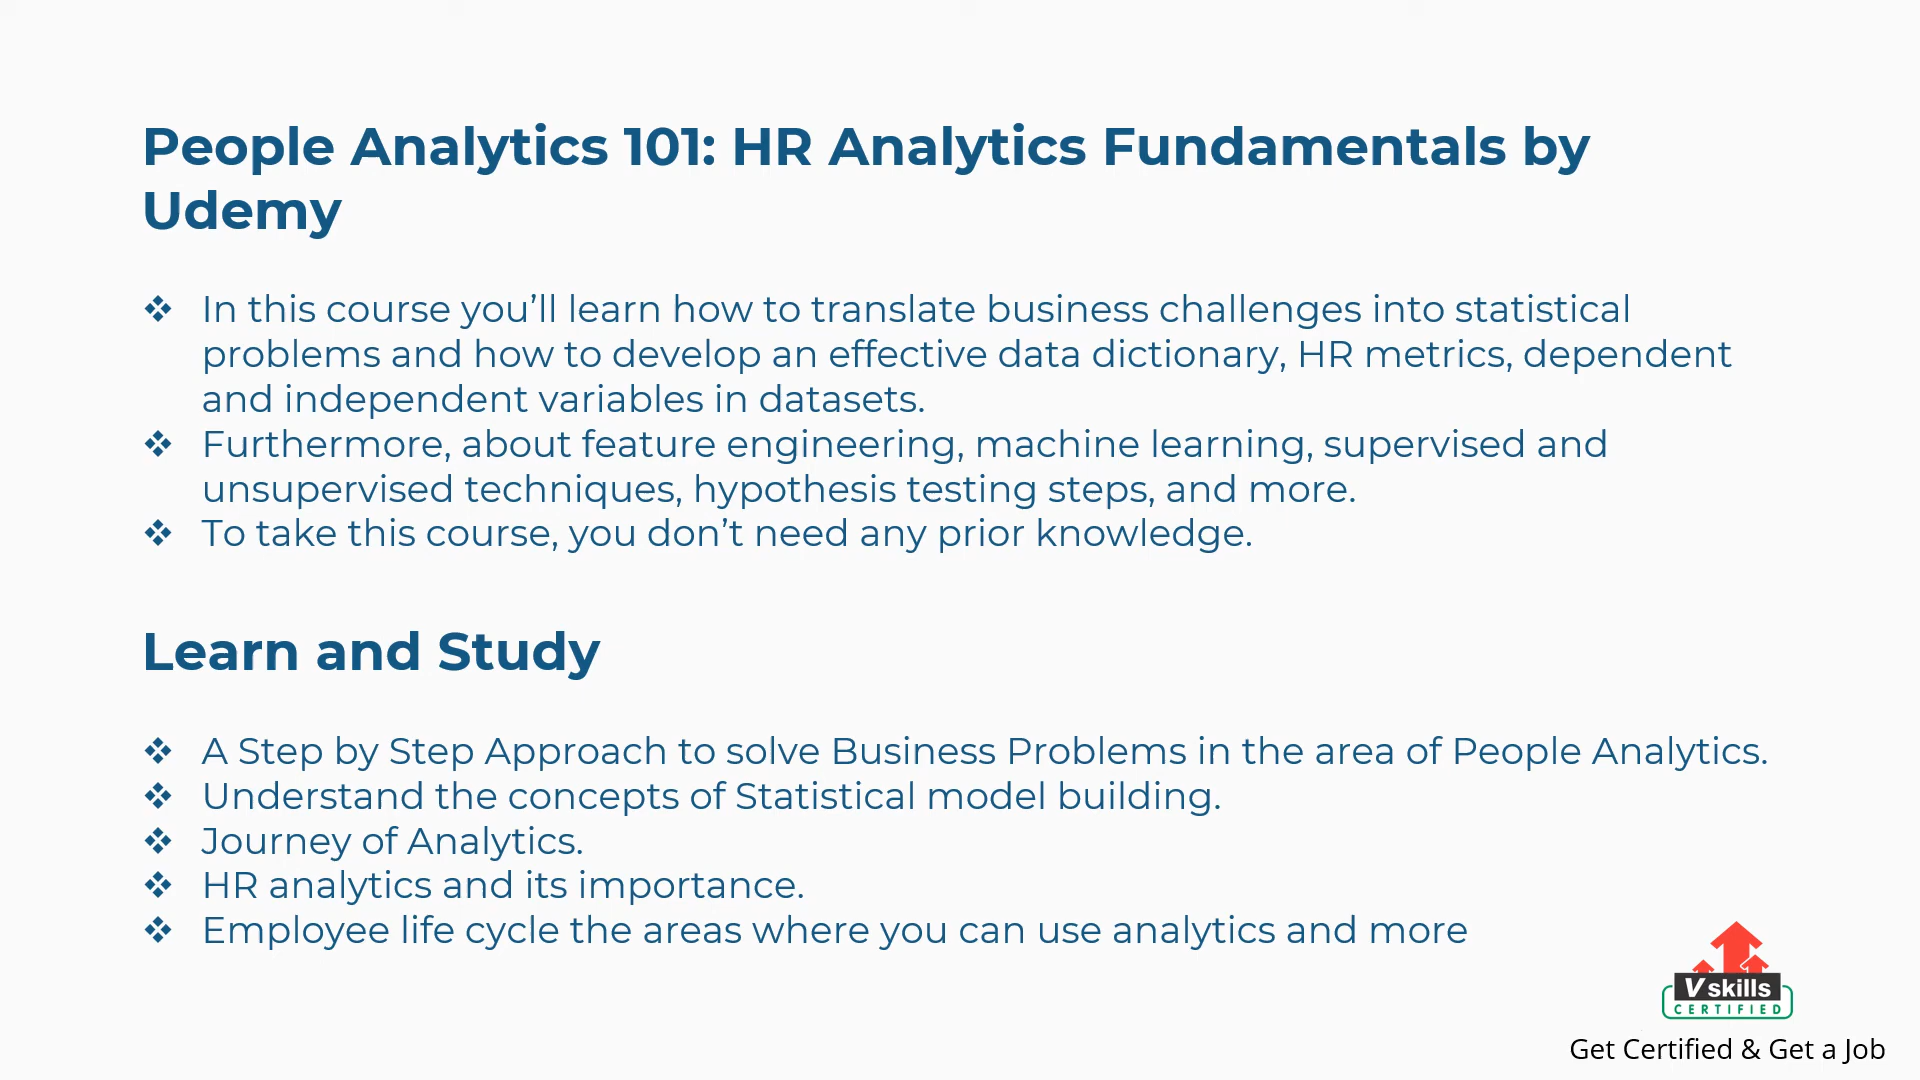 People Analytics 101: HR Analytics Fundamentals by
Udemy
❖ In this course you’ll learn how to translate business challenges into statistical
problems and how to develop an effective data dictionary, HR metrics, dependent
and independent variables in datasets.
❖ Furthermore, about feature engineering, machine learning, supervised and
unsupervised techniques, hypothesis testing steps, and more.
❖ To take this course, you don’t need any prior knowledge.
Learn and Study
❖ A Step by Step Approach to solve Business Problems in the area of People Analytics.
❖ Understand the concepts of Statistical model building.
❖ Journey of Analytics.
❖ HR analytics and its importance.
❖ Employee life cycle the areas where you can use analytics and more
Vskills
CERTIFIED
Get Certified & Get a Job